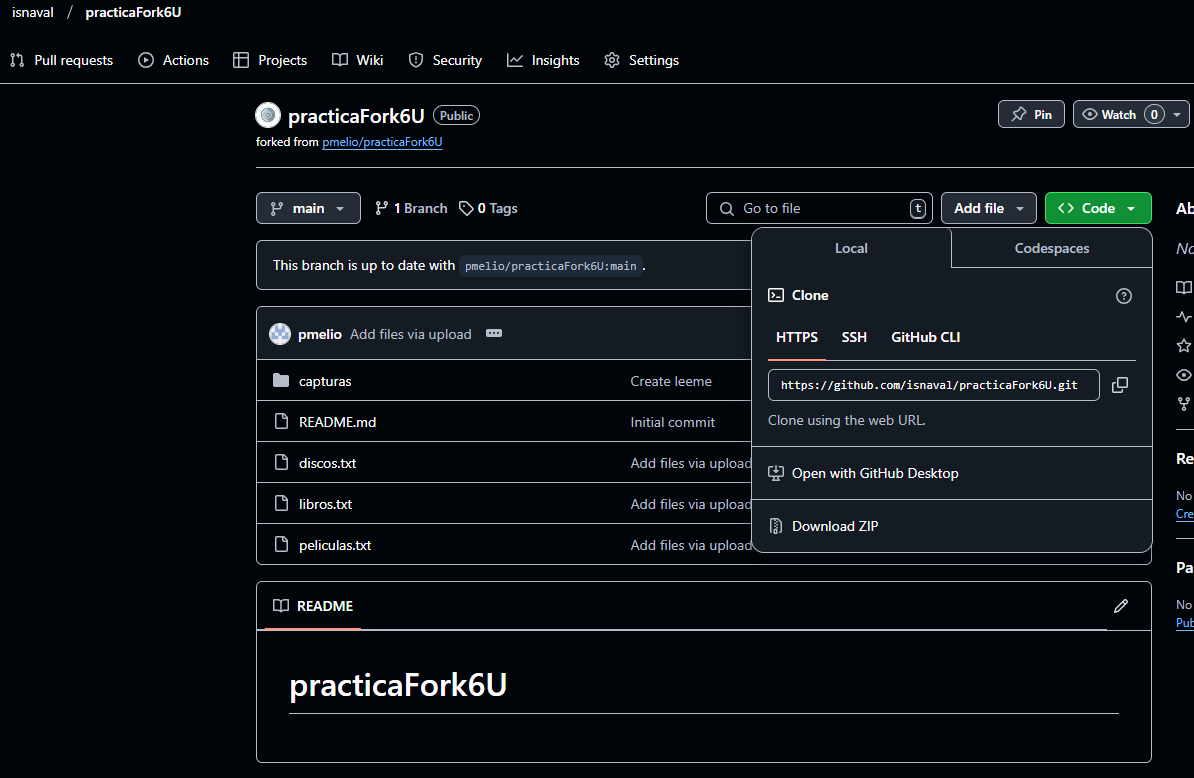 isnaval / practicaFork6U
Pull requests Actions Projects Wiki Security Insights Settings
practicaFork6U Public Pin Watch 0
forked from pmelio/practicaFork6U
main 1 Branch 0 Tags Go to file t Add file Code
Local Codespaces
This branch is up to date with pmelio/practicaFork6U:main .
Clone
pmelio Add files via upload
HTTPS SSH GitHub CLI
capturas Create leeme
https://github.com/isnaval/practicaFork6U.git
README.md Initial commit
Clone using the web URL.
discos.txt Add files via upload
Open with GitHub Desktop
libros.txt Add files via upload
Download ZIP
peliculas.txt Add files via upload
README
practicaFork6U
Ab
No
Re
No
Cre
Pa
No
Pub